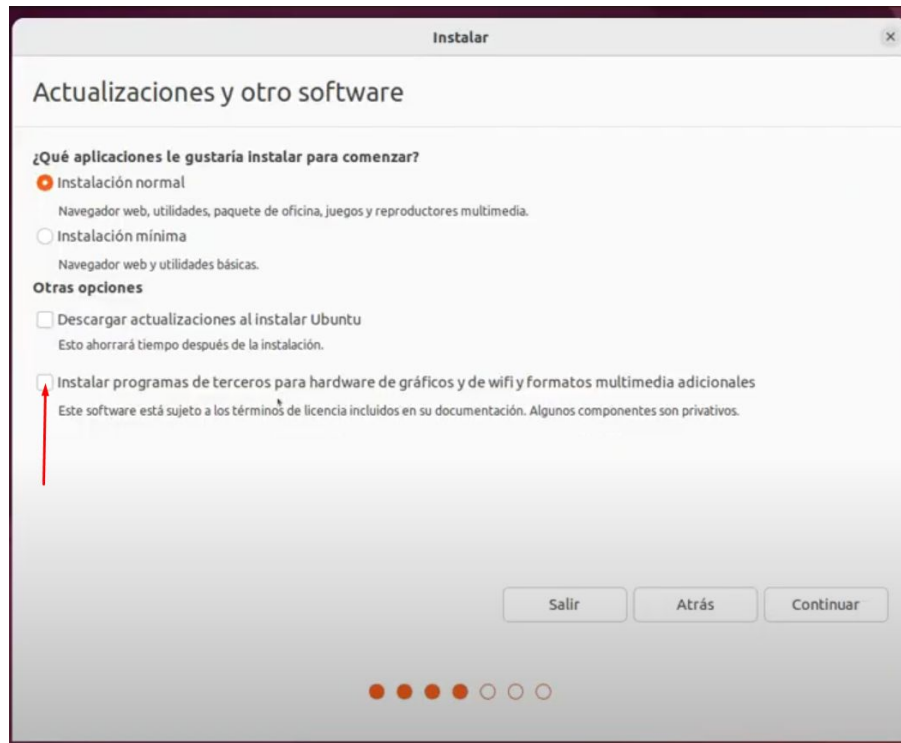 Instalar
Actualizaciones y otro software
¿Qué aplicaciones le gustaría instalar para comenzar?
Instalación normal
Navegador web, utilidades, paquete de oficina, juegos y reproductores multimedia.
Instalación mínima
Navegador web y utilidades básicas.
Otras opciones
Descargar actualizaciones al instalar Ubuntu
Esto ahorrará tiempo después de la instalación.
Instalar programas de terceros para hardware de gráficos y de wifi y formatos multimedia adicionales
Este software está sujeto a los términos de licencia incluidos en su documentación. Algunos componentes son privativos.
Salir
Atrás
Continuar